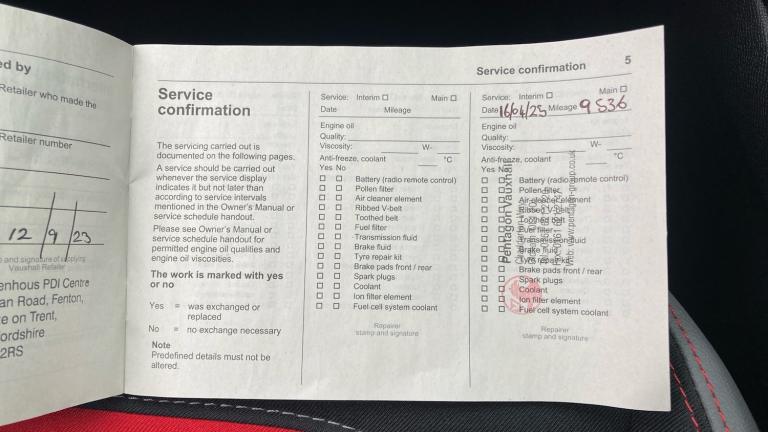 ed by
Retailer who made the
Retailer number
12/9/23
e and signature of supplying
Vauxhall Retailer
enhous PDI Centre
an Road, Fenton,
e on Trent,
ordshire
2RS
Service
confirmation
The servicing carried out is
documented on the following pages.
A service should be carried out
whenever the service display
indicates it but not later than
according to service intervals
mentioned in the Owner's Manual or
service schedule handout.
Please see Owner's Manual or
service schedule handout for
permitted engine oil qualities and
engine oil viscosities.
The work is marked with yes
or no
Yes = was exchanged or
replaced
No = no exchange necessary
Note
Predefined details must not be
altered.
Service: Interim Main
Date Mileage
Engine oil
Quality:
Viscosity: W-
Anti-freeze, coolant °C
Yes No
Battery (radio remote control)
Pollen filter
Air cleaner element
Ribbed V-belt
Toothed belt
Fuel filter
Transmission fluid
Brake fluid
Tyre repair kit
Brake pads front / rear
Spark plugs
Coolant
Ion filter element
Fuel cell system coolant
Repairer
stamp and signature
Service confirmation 5
Service: Interim Main
Date 16/04/25 Mileage 9536
Engine oil
Quality:
Viscosity: W-
Anti-freeze, coolant °C
Yes No
Battery (radio remote control)
Pollen filter
Air cleaner element
Ribbed V-belt
Toothed belt
Fuel filter
Transmission fluid
Brake fluid
Tyre repair kit
Brake pads front / rear
Spark plugs
Coolant
Ion filter element
Fuel cell system coolant
Pentagon Vauxhall
Repairer
stamp and signature